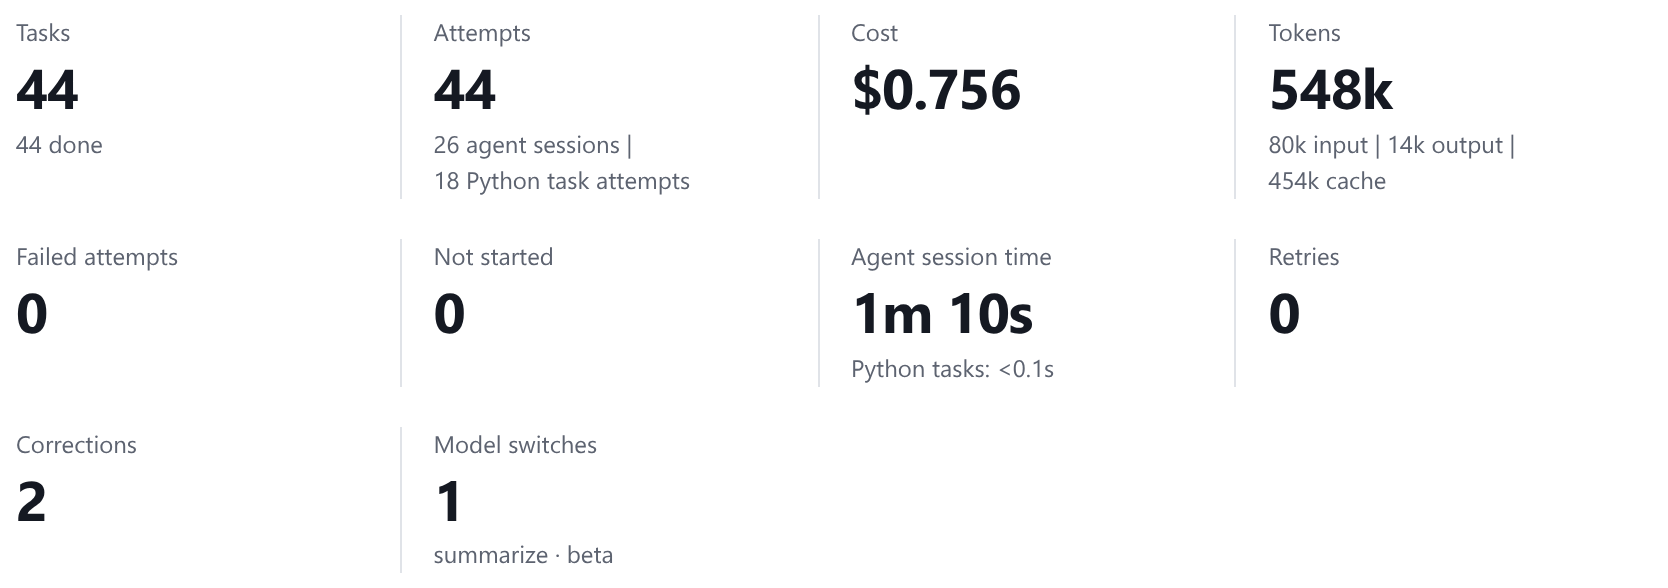 Tasks
44
44 done
Attempts
44
26 agent sessions |
18 Python task attempts
Cost
$0.756
Tokens
548k
80k input | 14k output |
454k cache
Failed attempts
0
Not started
0
Agent session time
1m 10s
Python tasks: <0.1s
Retries
0
Corrections
2
Model switches
1
summarize · beta